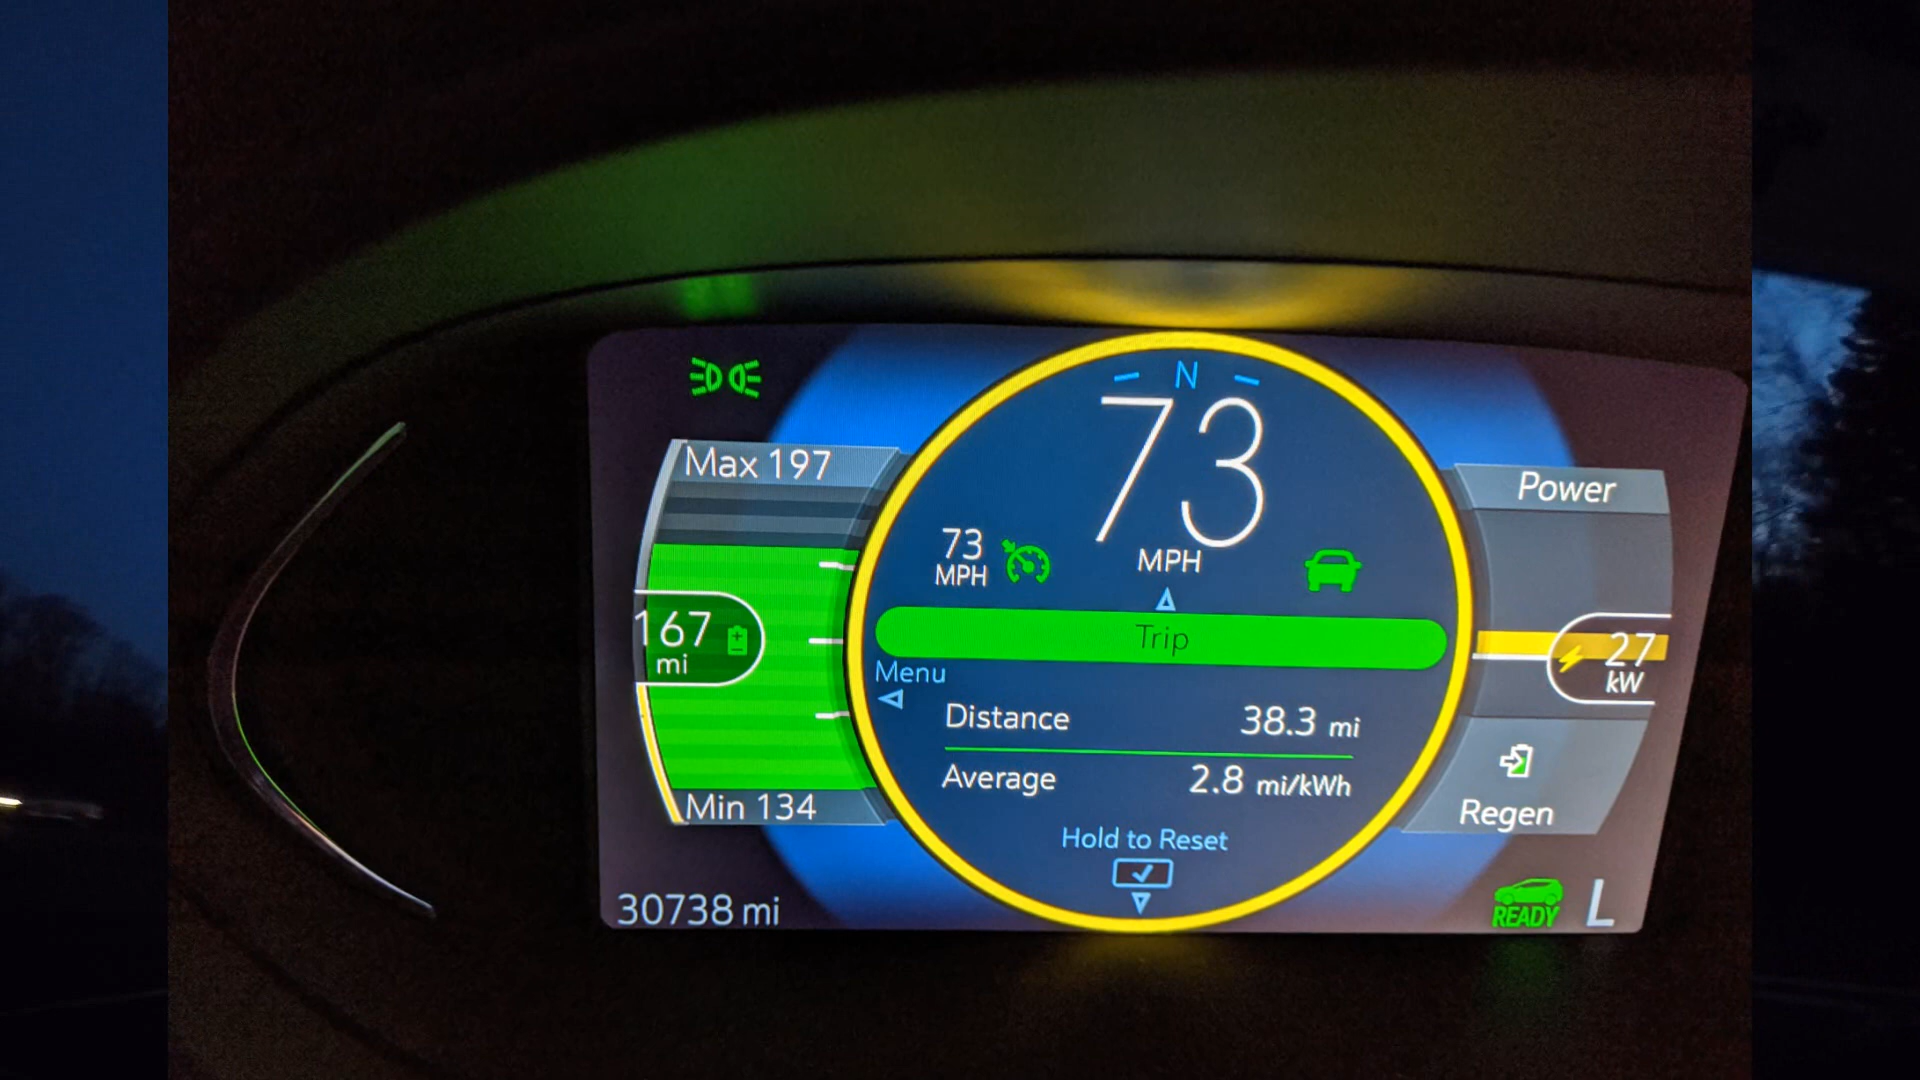 N
73
MPH
73
MPH
Max 197
167
mi
Min 134
Trip
Menu
Distance 38.3 mi
Average 2.8 mi/kWh
Hold to Reset
Power
27
kW
Regen
30738 mi
READY
L